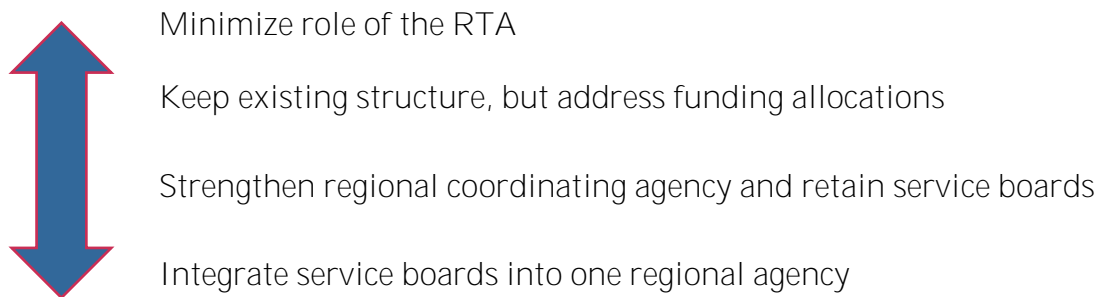 Minimize role of the RTA
Keep existing structure, but address funding allocations
Strengthen regional coordinating agency and retain service boards
Integrate service boards into one regional agency